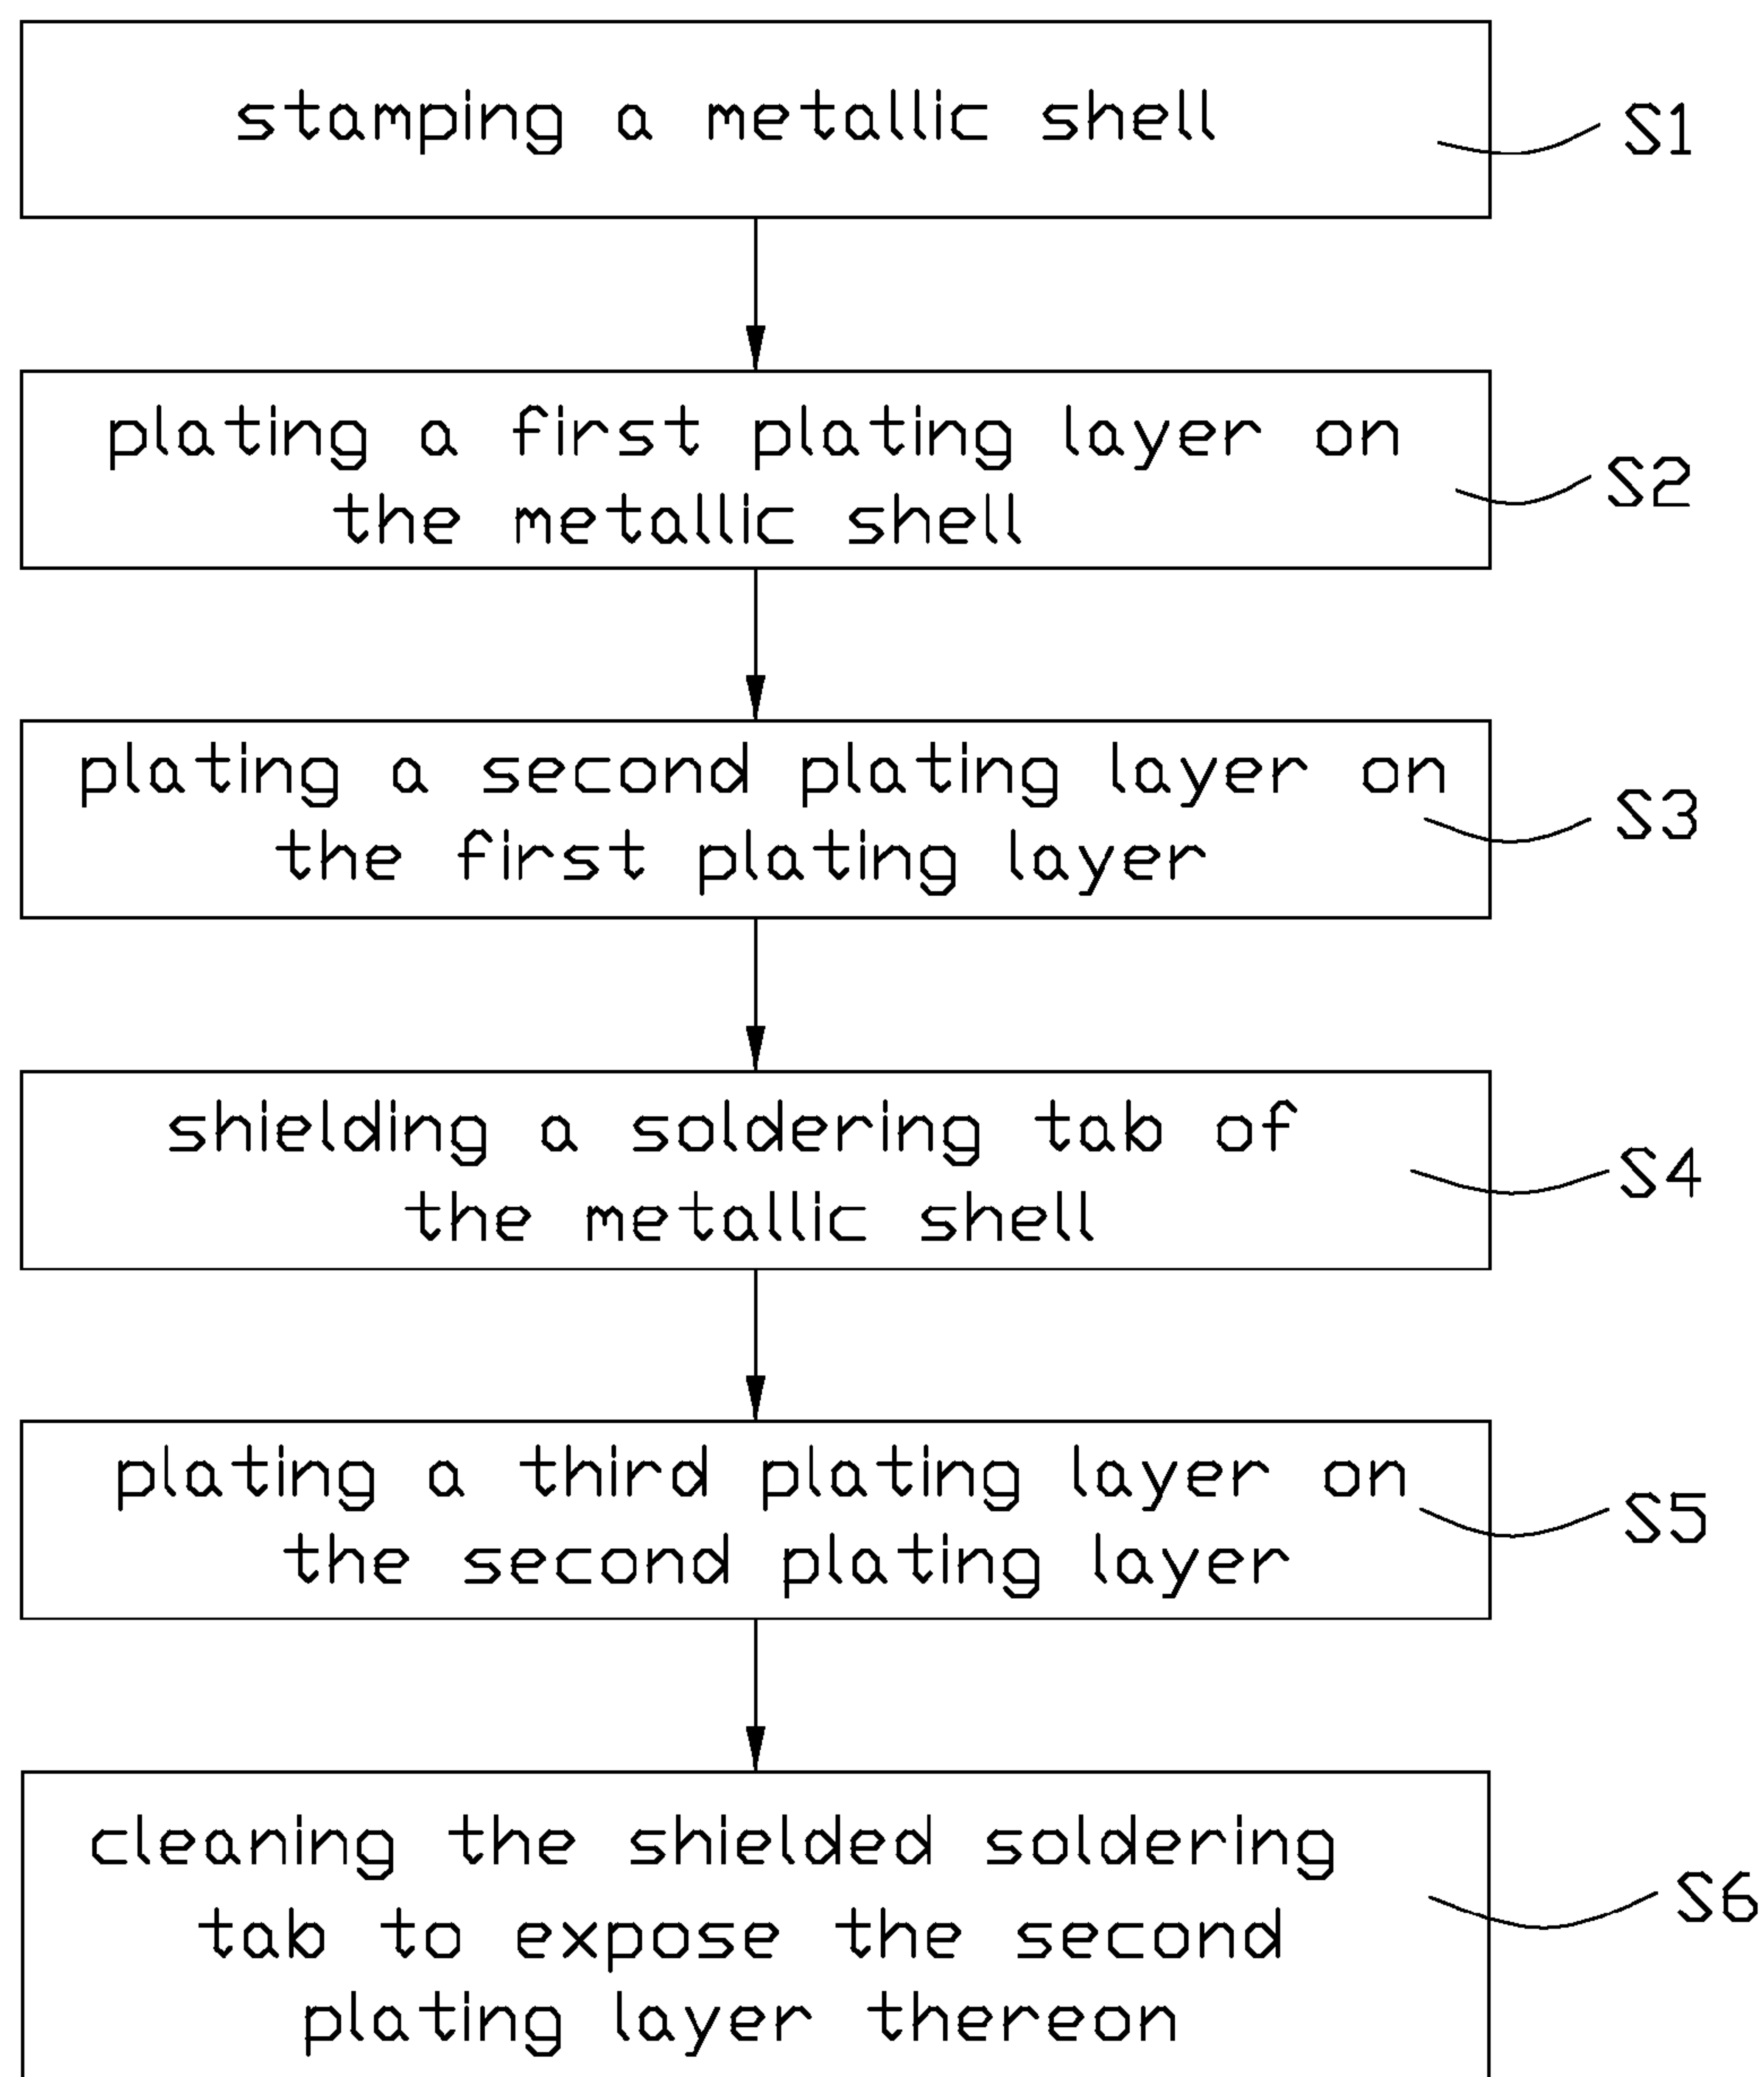 stamping a metallic shell
S1
plating a first plating layer on
the metallic shell
S2
plating a second plating layer on
the first plating layer
S3
shielding a soldering tab of
the metallic shell
S4
plating a third plating layer on
the second plating layer
S5
cleaning the shielded soldering
tab to expose the second
plating layer thereon
S6